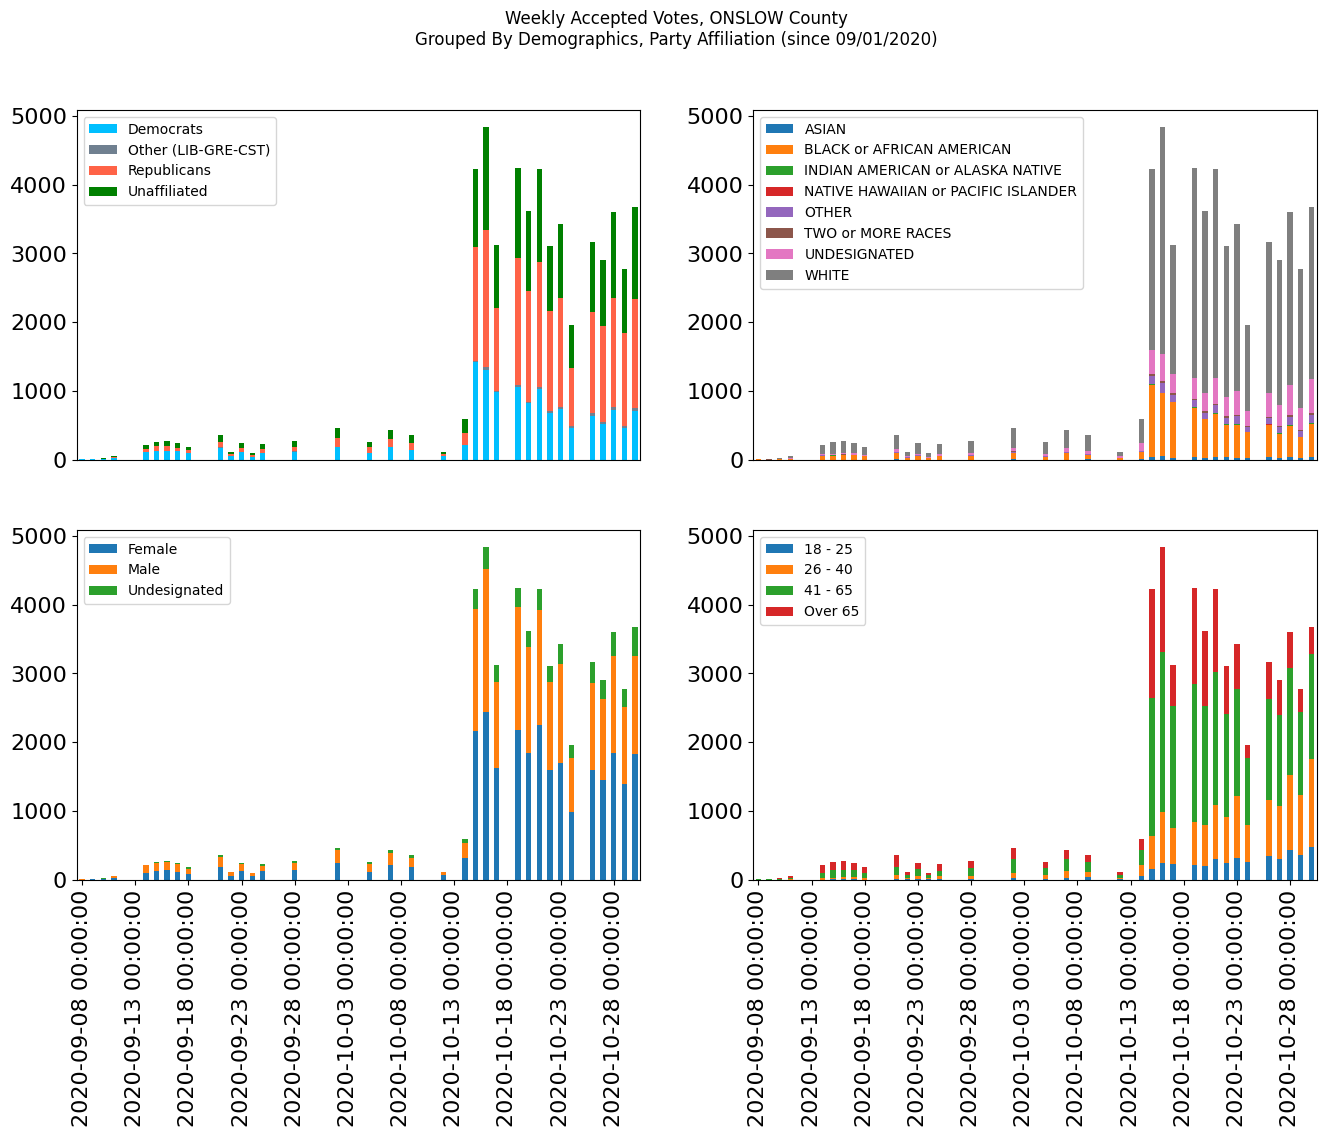 Weekly Accepted Votes, ONSLOW County
Grouped By Demographics, Party Affiliation (since 09/01/2020)
5000
4000
3000
2000
1000
0
Democrats
Other (LIB-GRE-CST)
Republicans
Unaffiliated
5000
4000
3000
2000
1000
0
ASIAN
BLACK or AFRICAN AMERICAN
INDIAN AMERICAN or ALASKA NATIVE
NATIVE HAWAIIAN or PACIFIC ISLANDER
OTHER
TWO or MORE RACES
UNDESIGNATED
WHITE
5000
4000
3000
2000
1000
0
Female
Male
Undesignated
2020-09-08 00:00:00
2020-09-13 00:00:00
2020-09-18 00:00:00
2020-09-23 00:00:00
2020-09-28 00:00:00
2020-10-03 00:00:00
2020-10-08 00:00:00
2020-10-13 00:00:00
2020-10-18 00:00:00
2020-10-23 00:00:00
2020-10-28 00:00:00
5000
4000
3000
2000
1000
0
18 - 25
26 - 40
41 - 65
Over 65
2020-09-08 00:00:00
2020-09-13 00:00:00
2020-09-18 00:00:00
2020-09-23 00:00:00
2020-09-28 00:00:00
2020-10-03 00:00:00
2020-10-08 00:00:00
2020-10-13 00:00:00
2020-10-18 00:00:00
2020-10-23 00:00:00
2020-10-28 00:00:00